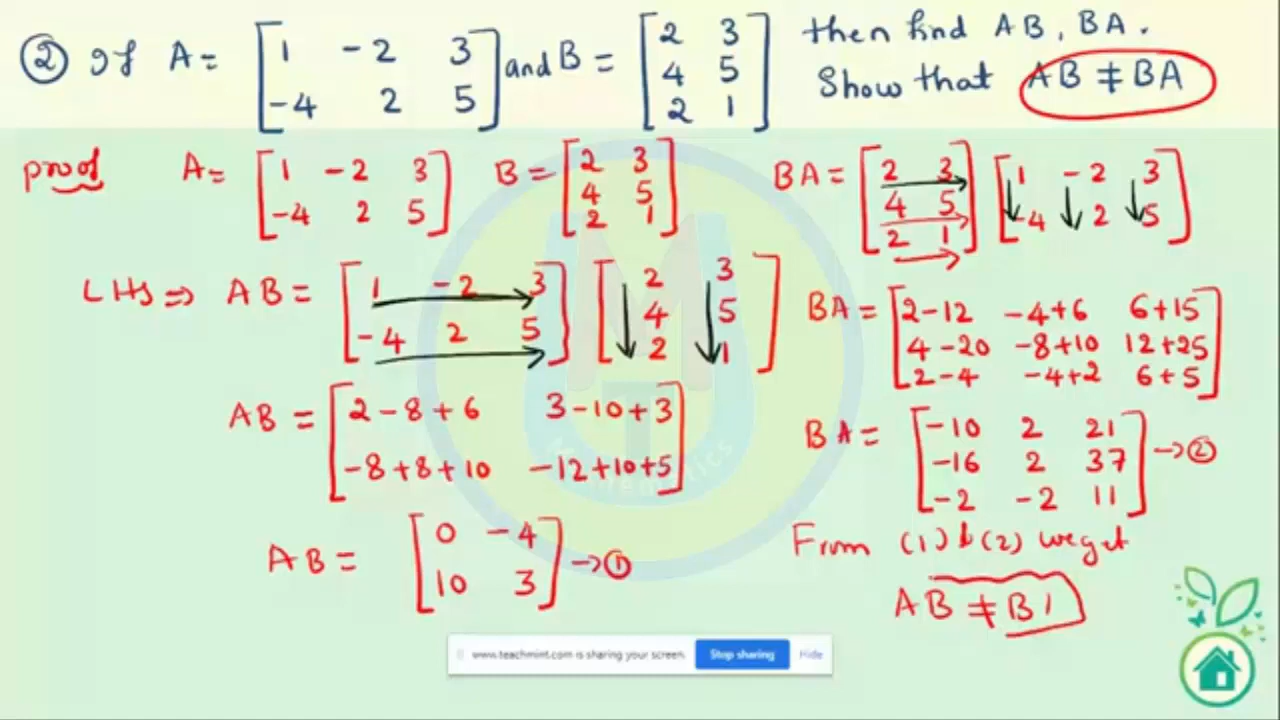 ② If A = [ 1 -2 3 and B = [ 2 3 then find AB, BA.
-4 2 5 ] 4 5 Show that AB ≠ BA
2 1 ]
proof A = [ 1 -2 3
-4 2 5 ]
B = [ 2 3
4 5
2 1 ]
LHS ⇒ AB = [ 1 -2 3
-4 2 5 ] [ 2 3
4 5
2 1 ]
AB = [ 2-8+6 3-10+3
-8+8+10 -12+10+5 ]
AB = [ 0 -4
10 3 ] → ①
BA = [ 2 3
4 5
2 1 ] [ 1 -2 3
-4 2 5 ]
BA = [ 2-12 -4+6 6+15
4-20 -8+10 12+25
2-4 -4+2 6+5 ]
BA = [ -10 2 21
-16 2 37
-2 -2 11 ] → ②
From (1) & (2) we get
AB ≠ B
www.teachmint.com is sharing your screen. Stop sharing Hide